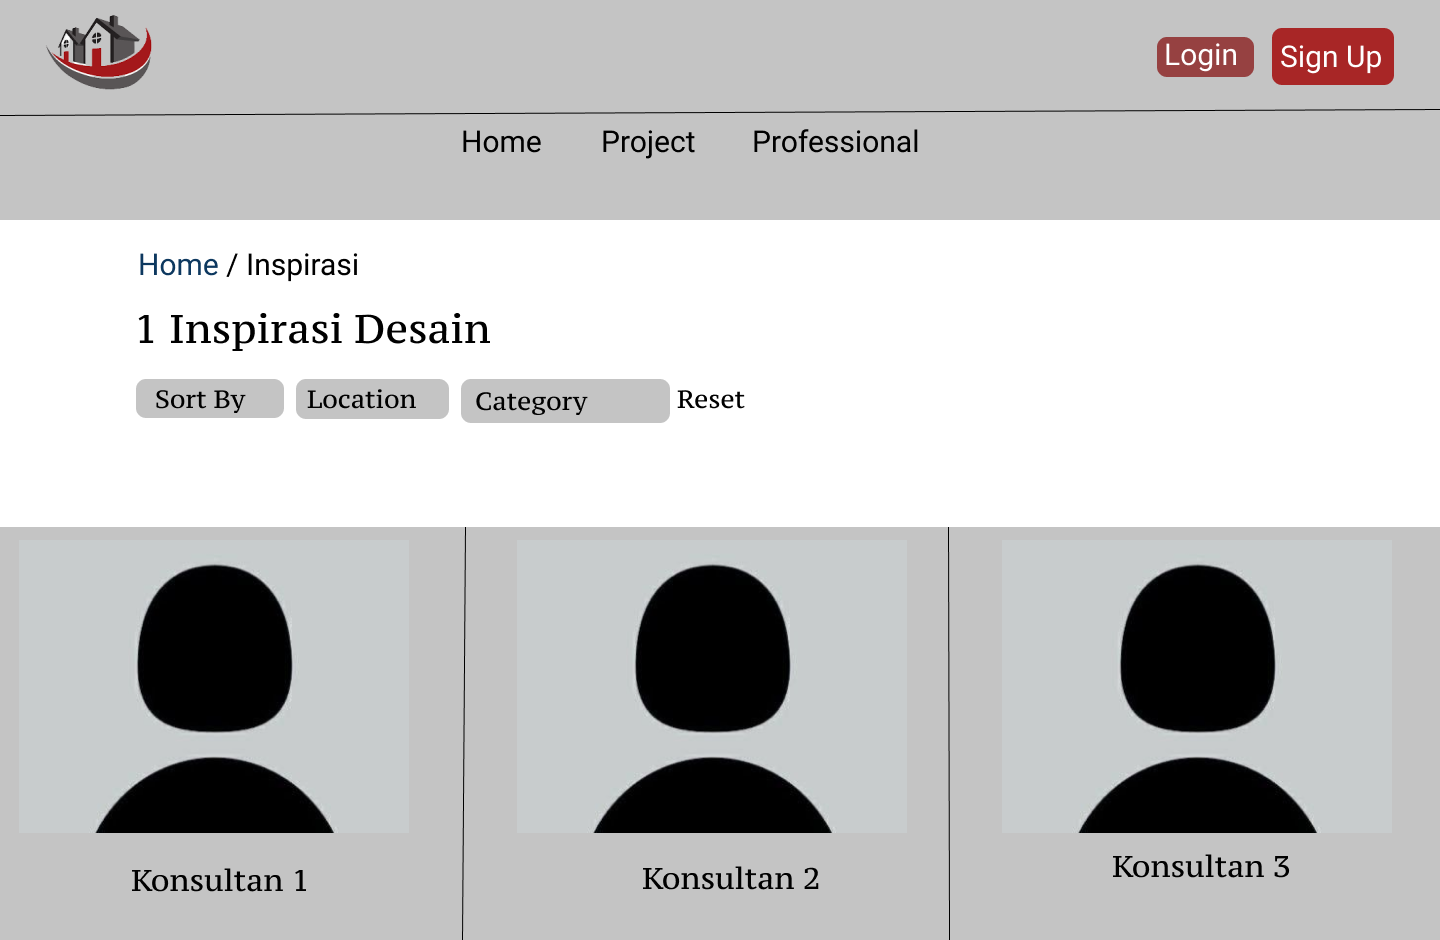 Login Sign Up
Home Project Professional
Home / Inspirasi
1 Inspirasi Desain
Sort By Location Category Reset
Konsultan 1 Konsultan 2 Konsultan 3